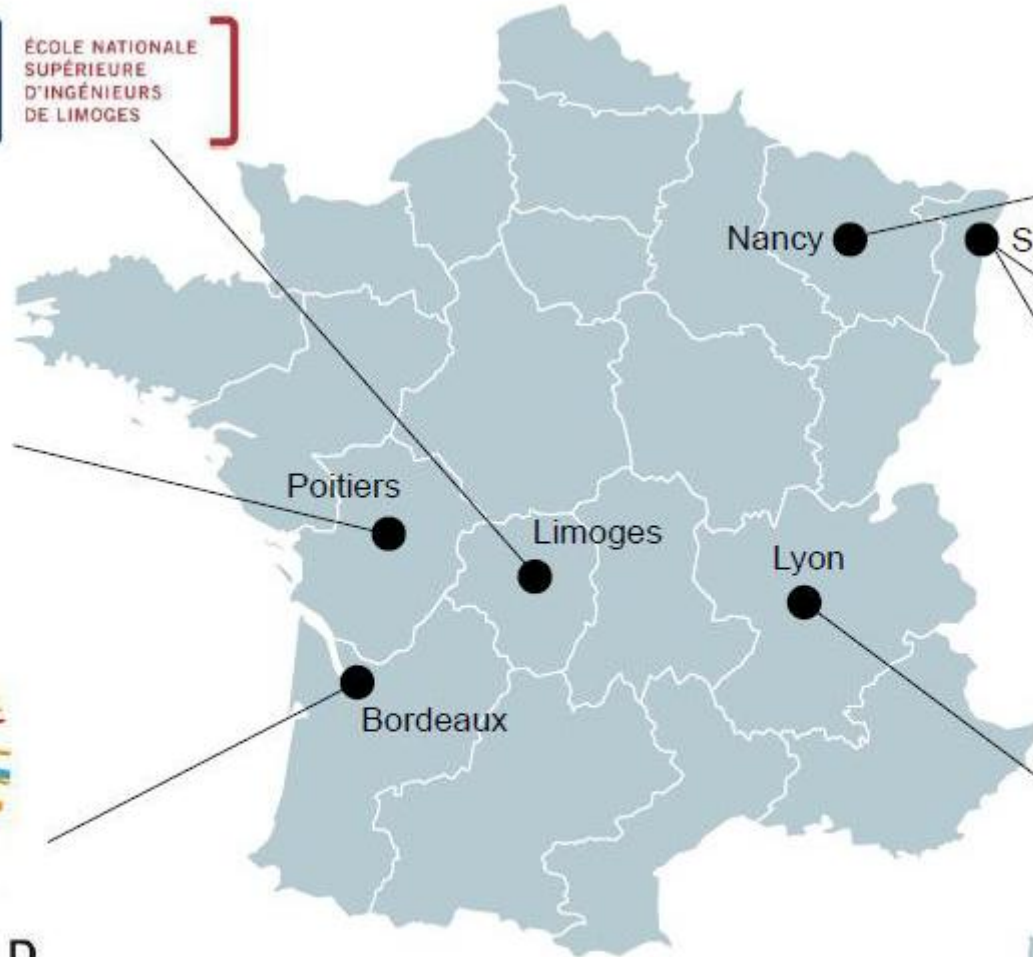 ÉCOLE NATIONALE
SUPÉRIEURE
D'INGÉNIEURS
DE LIMOGES
Nancy
S
Poitiers
Limoges
Lyon
Bordeaux